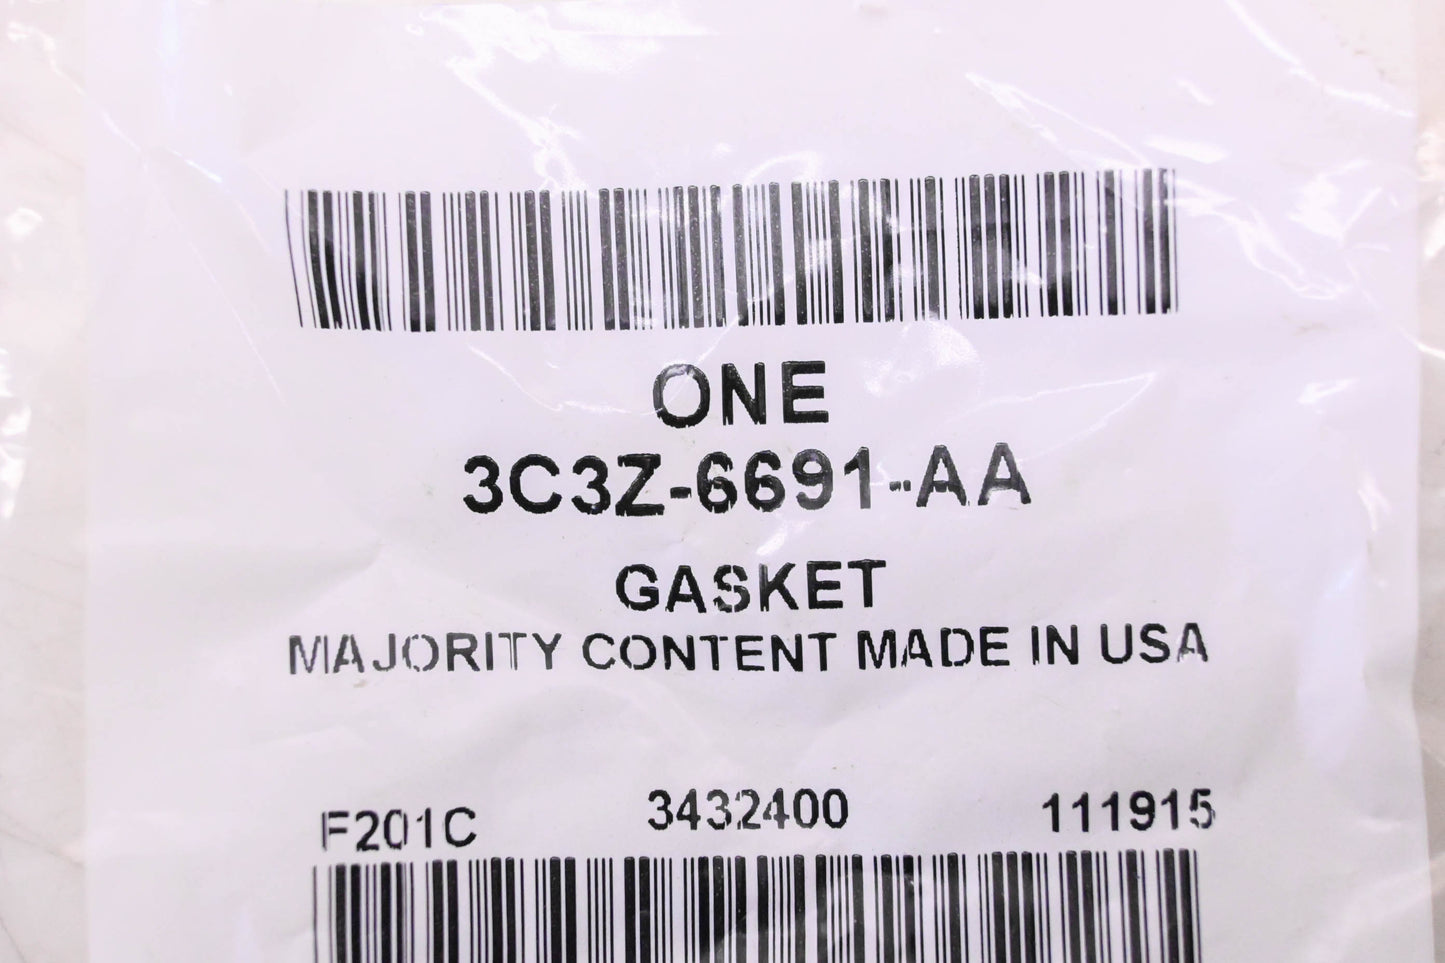 ONE
3C3Z-6691-AA
GASKET
MAJORITY CONTENT MADE IN USA
F201C 3432400 111915